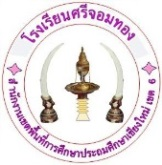 โรงเรียนศรีจอมทอง
สำนักงานเขตพื้นที่การศึกษาประถมศึกษาเชียงใหม่ เขต 6